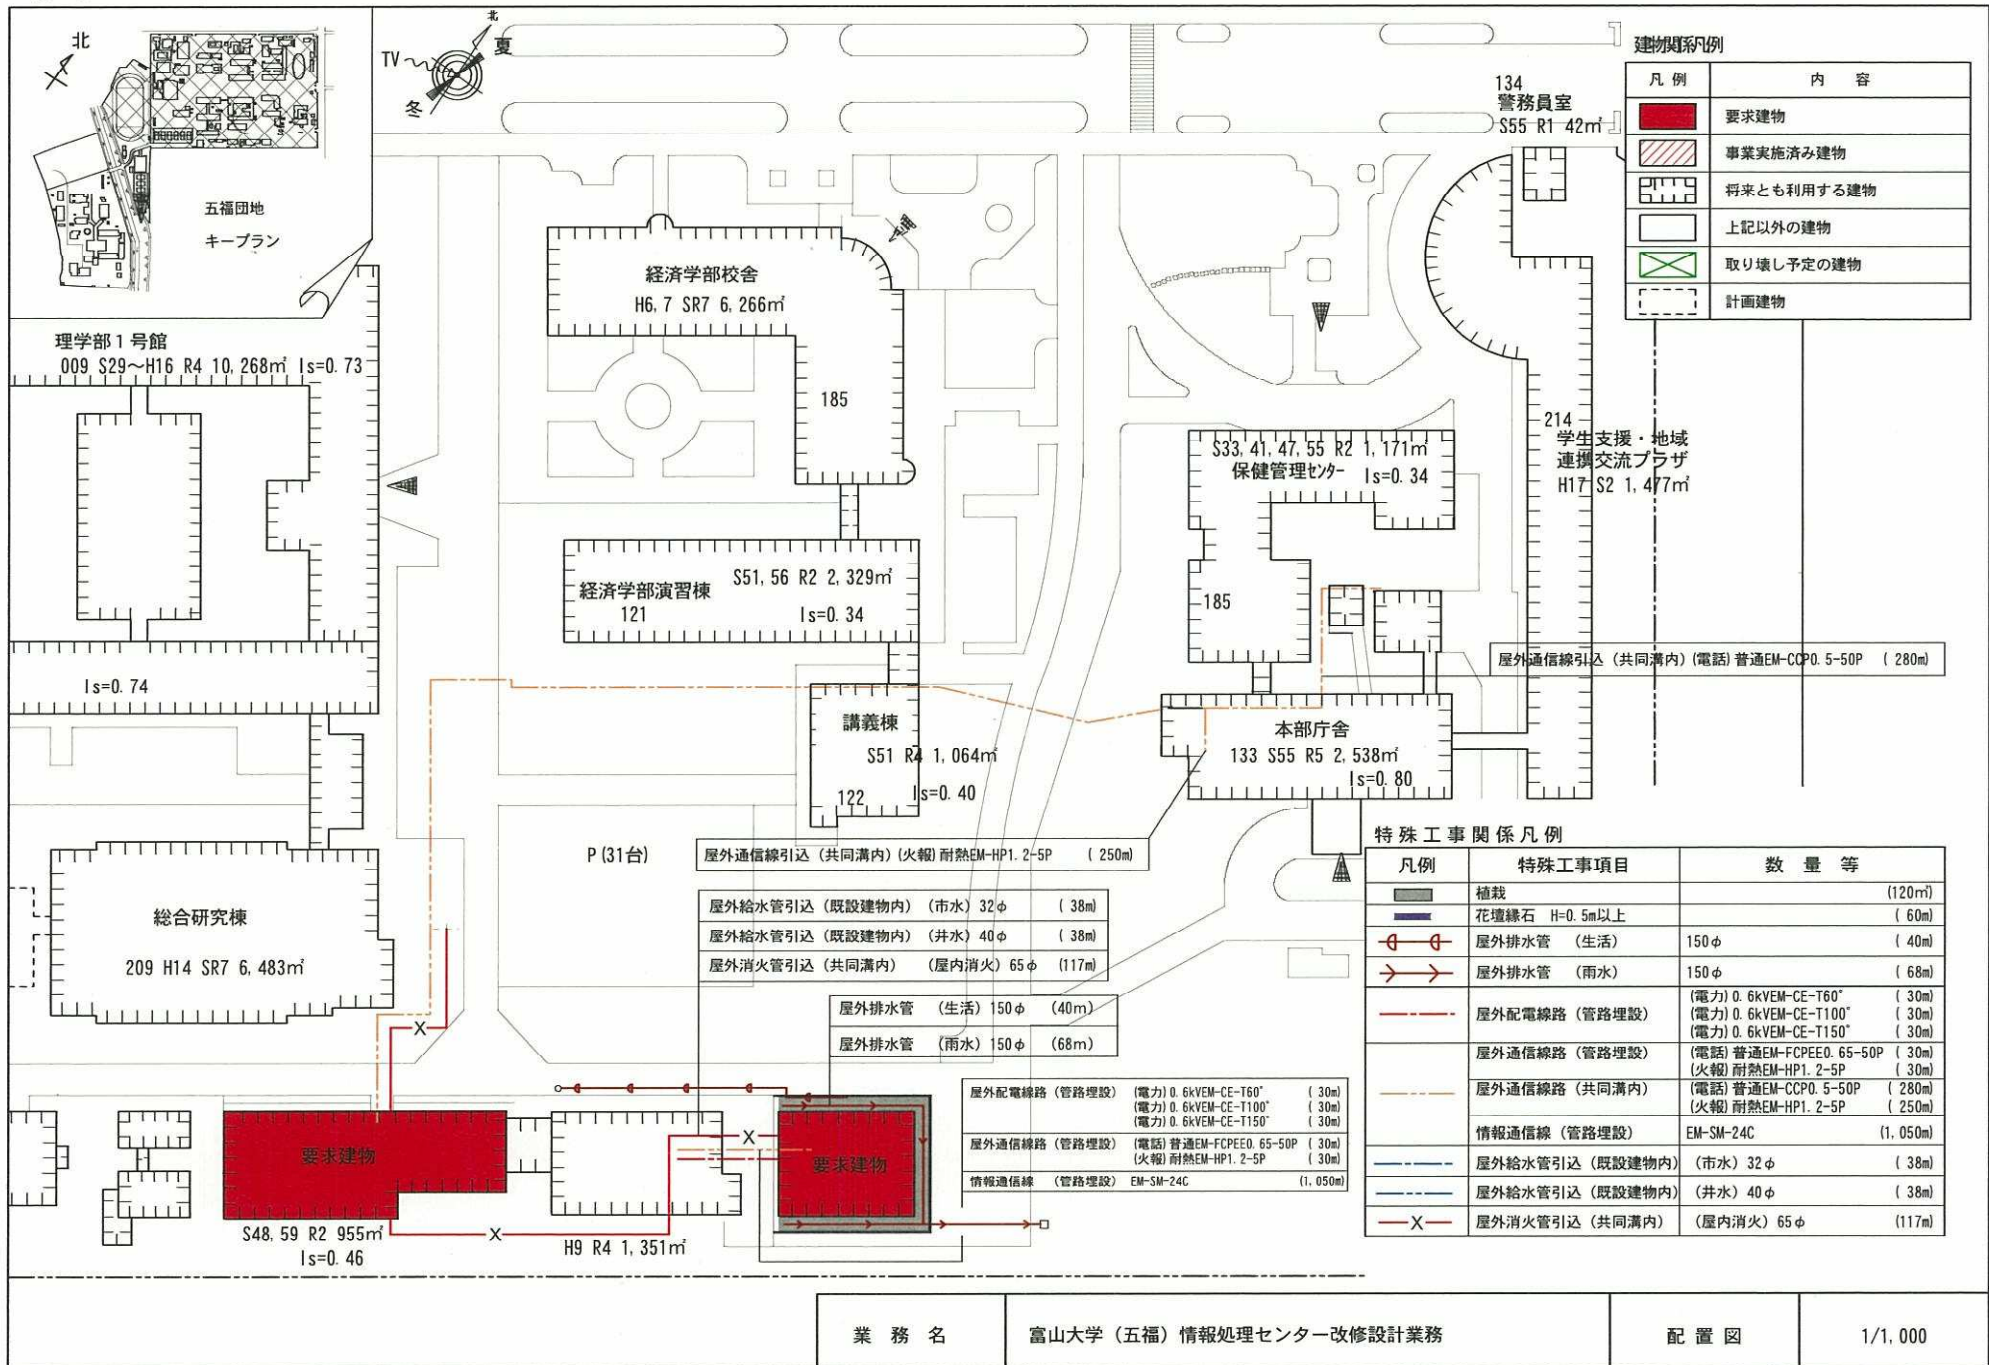 北
五福団地
キープラン
北
夏
TV
冬
134
警務員室
S55 R1 42㎡
建物関係凡例
凡 例 内 容
要求建物
事業実施済み建物
将来とも利用する建物
上記以外の建物
取り壊し予定の建物
計画建物
経済学部校舎
H6, 7 SR7 6, 266㎡
185
理学部1号館
009 S29～H16 R4 10, 268㎡ Is=0. 73
214
学生支援・地域
連携交流プラザ
H17 S2 1, 477㎡
S33, 41, 47, 55 R2 1, 171㎡
保健管理センター Is=0. 34
185
経済学部演習棟 S51, 56 R2 2, 329㎡
121 Is=0. 34
屋外通信線引込（共同溝内）(電話) 普通EM-CCP0. 5-50P ( 280m)
Is=0. 74
講義棟
S51 R4 1, 064㎡
122 Is=0. 40
本部庁舎
133 S55 R5 2, 538㎡
Is=0. 80
P (31台)
屋外通信線引込（共同溝内）(火報) 耐熱EM-HP1. 2-5P ( 250m)
総合研究棟
209 H14 SR7 6, 483㎡
屋外給水管引込（既設建物内）（市水）32φ ( 38m)
屋外給水管引込（既設建物内）（井水）40φ ( 38m)
屋外消火管引込（共同溝内）（屋内消火）65φ (117m)
屋外排水管 （生活）150φ (40m)
屋外排水管 （雨水）150φ (68m)
特殊工事関係凡例
凡例 特殊工事項目 数 量 等
植栽 (120㎡)
花壇縁石 H=0. 5m以上 ( 60m)
屋外排水管 （生活） 150φ ( 40m)
屋外排水管 （雨水） 150φ ( 68m)
屋外配電線路（管路埋設） (電力) 0. 6kVEM-CE-T60° ( 30m)
(電力) 0. 6kVEM-CE-T100° ( 30m)
(電力) 0. 6kVEM-CE-T150° ( 30m)
屋外通信線路（管路埋設） (電話) 普通EM-FCPEE0. 65-50P ( 30m)
(火報) 耐熱EM-HP1. 2-5P ( 30m)
屋外通信線路（共同溝内） (電話) 普通EM-CCP0. 5-50P ( 280m)
(火報) 耐熱EM-HP1. 2-5P ( 250m)
情報通信線（管路埋設） EM-SM-24C (1, 050m)
屋外給水管引込（既設建物内） （市水）32φ ( 38m)
屋外給水管引込（既設建物内） （井水）40φ ( 38m)
X 屋外消火管引込（共同溝内） （屋内消火）65φ (117m)
X
屋外配電線路（管路埋設） (電力) 0. 6kVEM-CE-T60° ( 30m)
(電力) 0. 6kVEM-CE-T100° ( 30m)
(電力) 0. 6kVEM-CE-T150° ( 30m)
屋外通信線路（管路埋設） (電話) 普通EM-FCPEE0. 65-50P ( 30m)
(火報) 耐熱EM-HP1. 2-5P ( 30m)
情報通信線 （管路埋設） EM-SM-24C (1, 050m)
要求建物
X
要求建物
S48, 59 R2 955㎡
Is=0. 46
X
H9 R4 1, 351㎡
業 務 名 富山大学（五福）情報処理センター改修設計業務 配 置 図 1/1, 000